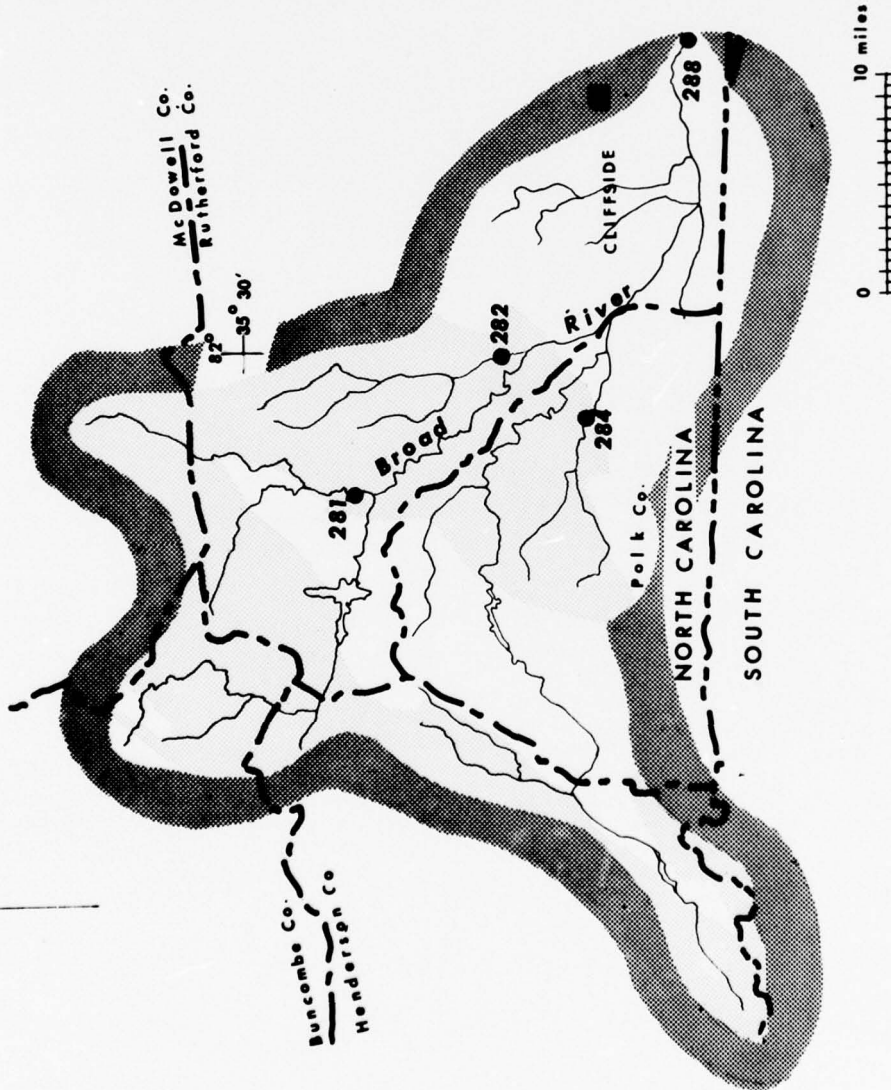 McDowell Co.
Rutherford Co.
82°
35° 30'
Buncombe Co.
Henderson Co
281
Broad
282
River
284
CLIFFSIDE
288
Polk Co.
NORTH CAROLINA
SOUTH CAROLINA
0
10 miles